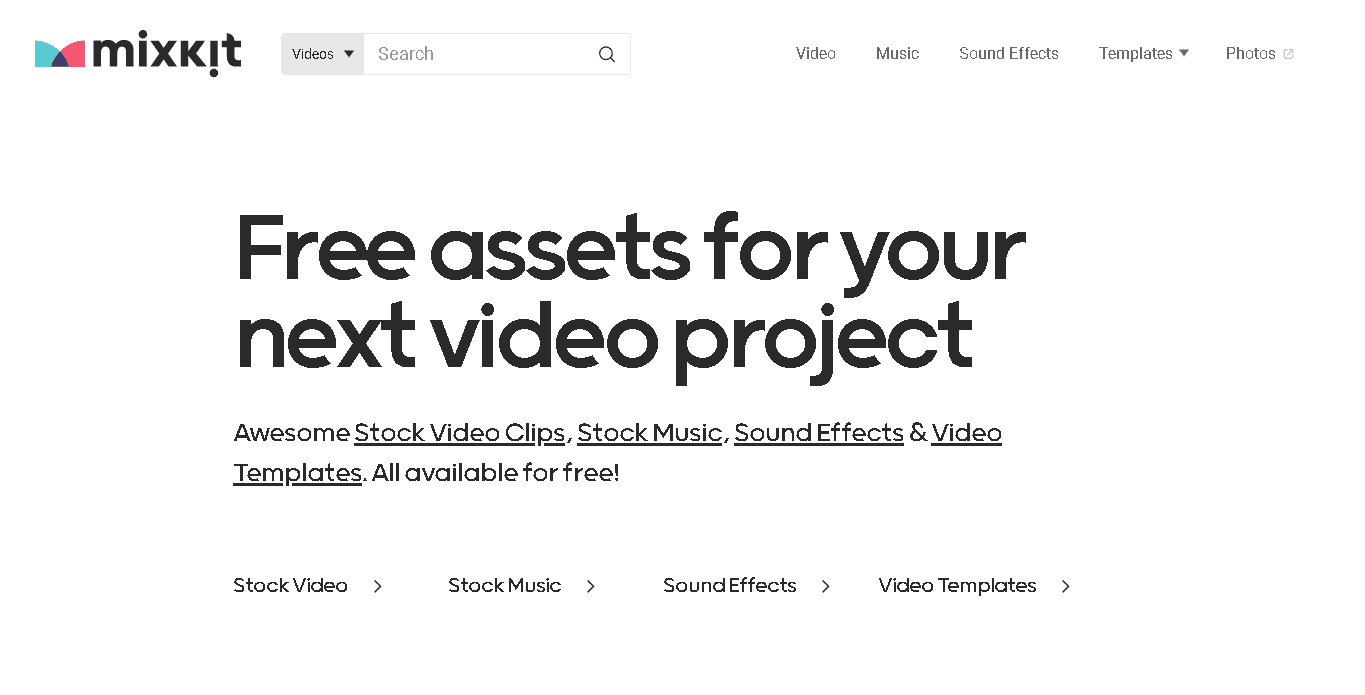 mixkit
Videos
Search
Video
Music
Sound Effects
Templates
Photos
Free assets for your
next video project
Awesome Stock Video Clips, Stock Music, Sound Effects & Video
Templates. All available for free!
Stock Video
Stock Music
Sound Effects
Video Templates